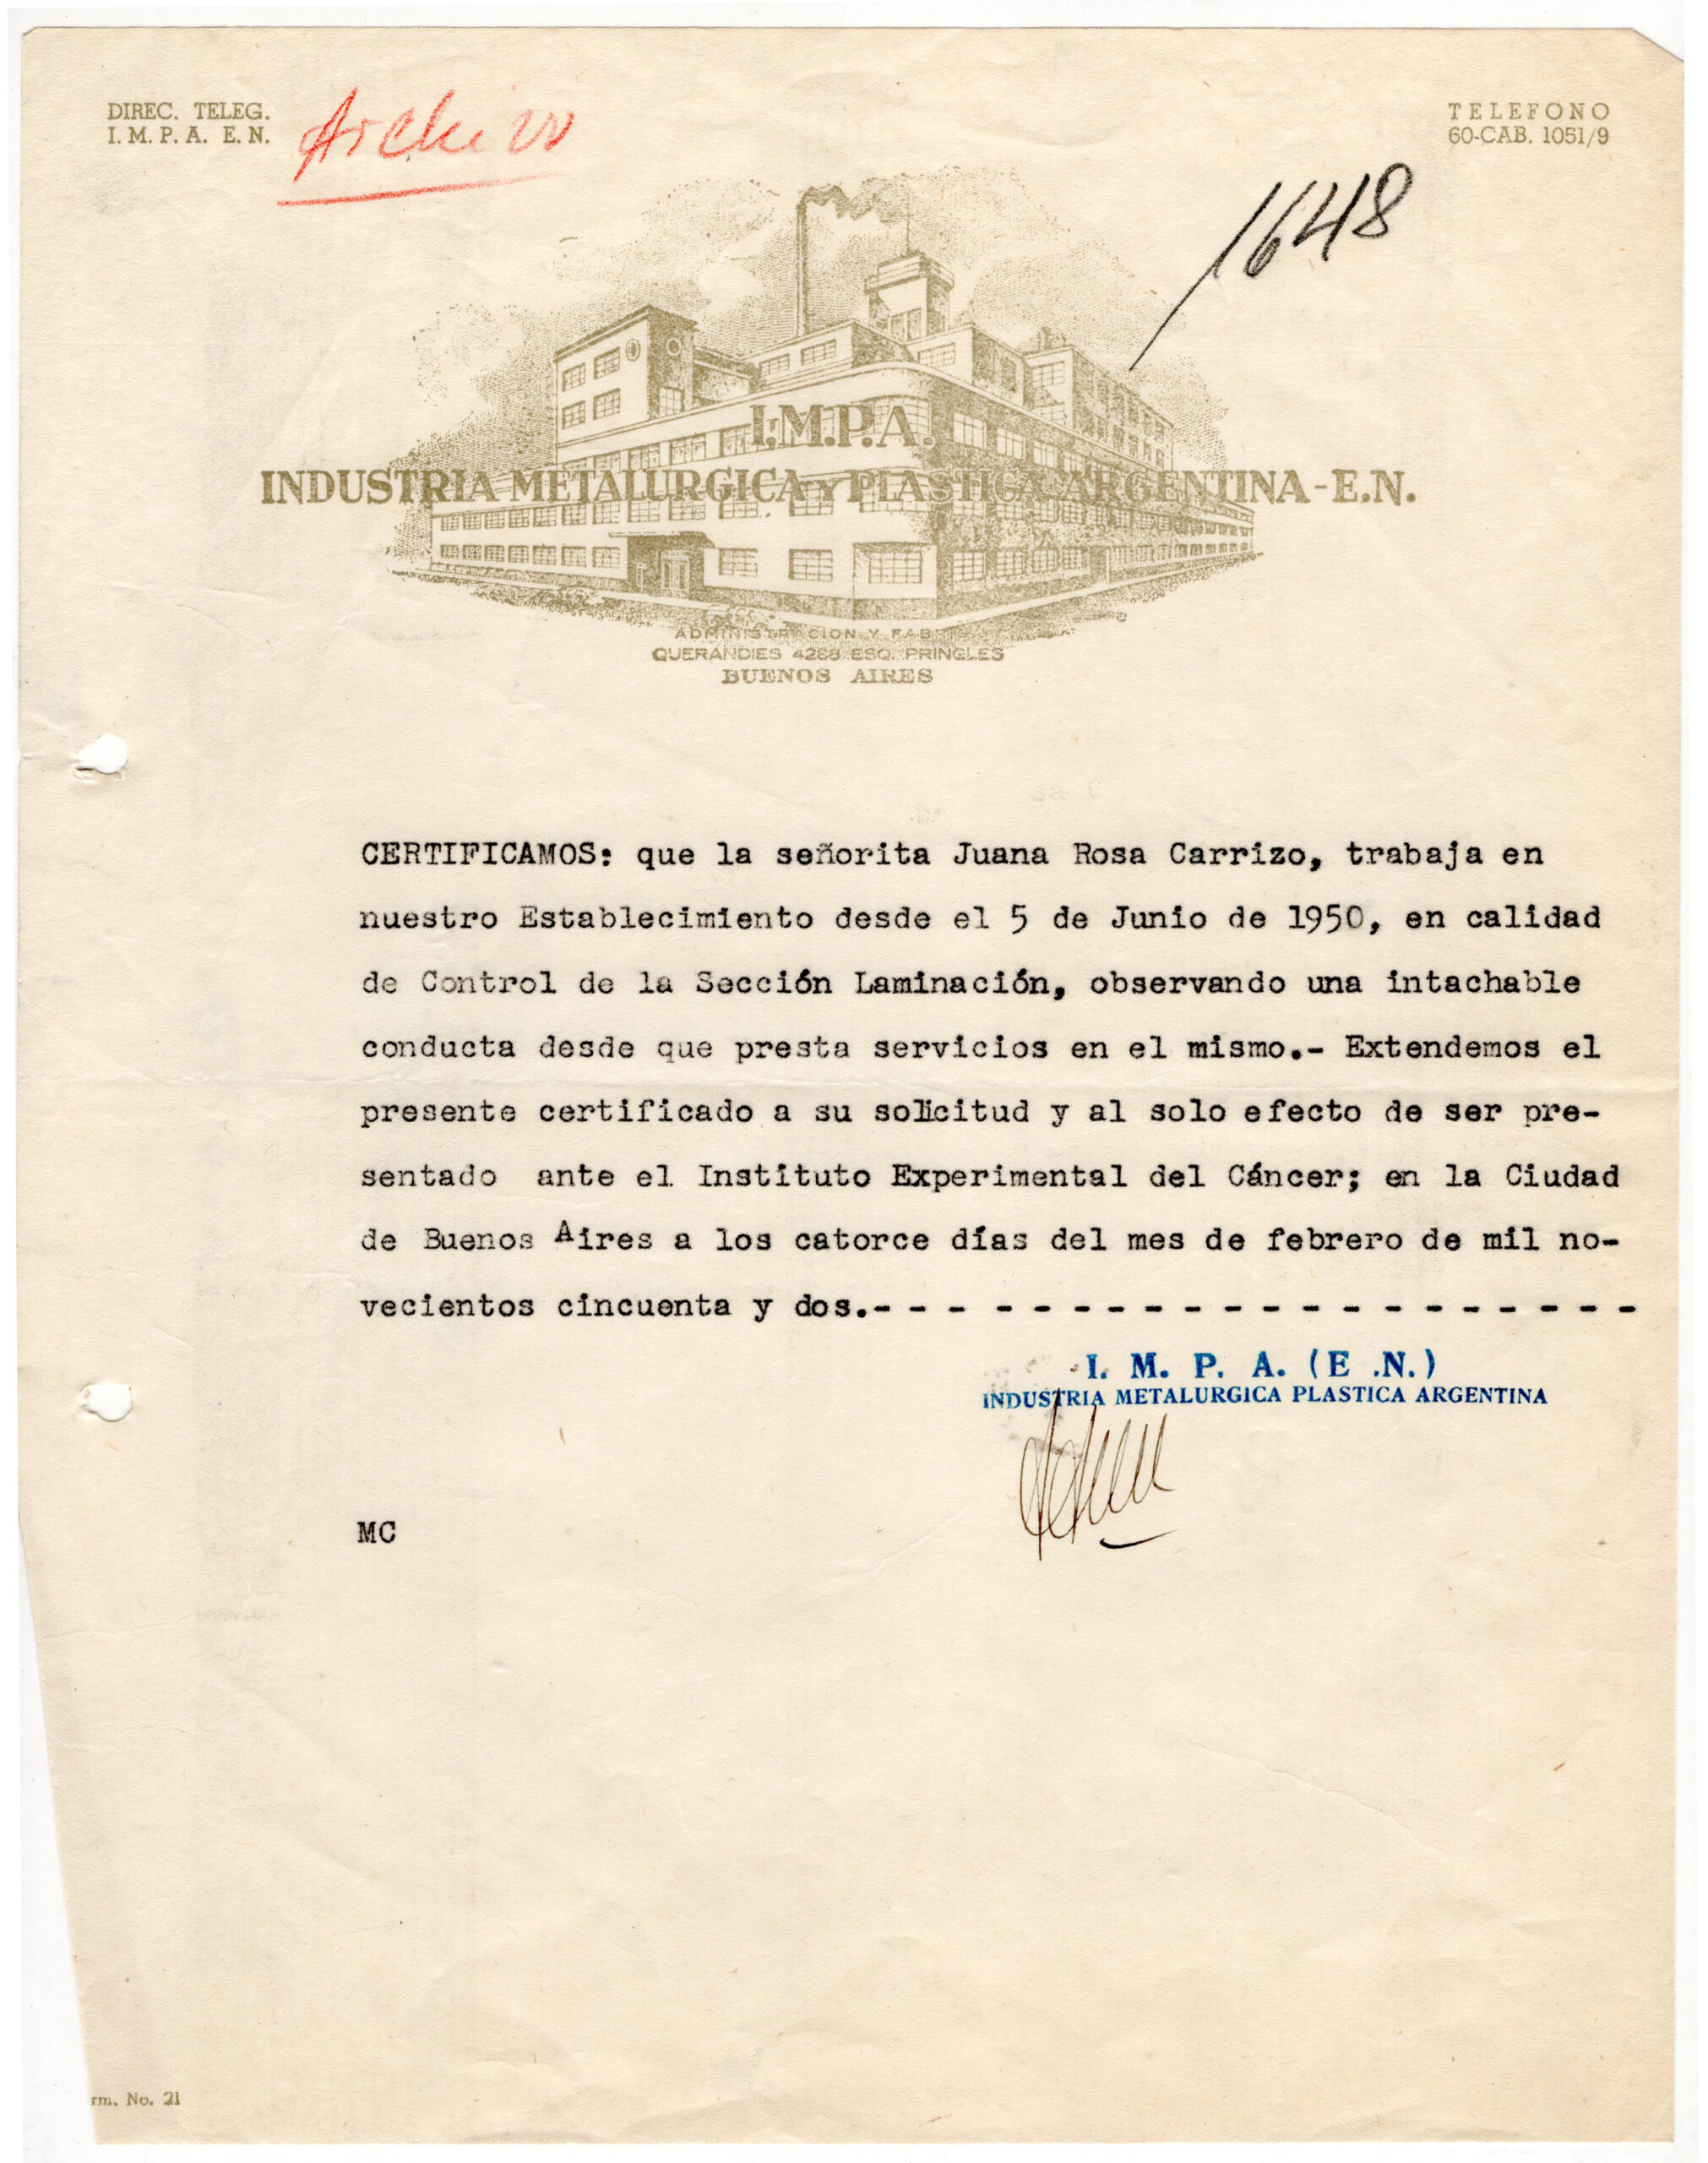 DIREC. TELEG.
I. M. P. A. E. N.
Archivo
TELEFONO
60-CAB. 1051/9
1648
I.M.P.A.
INDUSTRIA METALURGICA Y PLASTICA ARGENTINA - E.N.
ADMINISTRACION Y FABRICA
QUERANDIES 4288 ESQ. PRINGLES
BUENOS AIRES
CERTIFICAMOS: que la señorita Juana Rosa Carrizo, trabaja en
nuestro Establecimiento desde el 5 de Junio de 1950, en calidad
de Control de la Sección Laminación, observando una intachable
conducta desde que presta servicios en el mismo.- Extendemos el
presente certificado a su solicitud y al solo efecto de ser pre-
sentado ante el Instituto Experimental del Cáncer; en la Ciudad
de Buenos Aires a los catorce días del mes de febrero de mil no-
vecientos cincuenta y dos.- - - - - - - - - - - - - - - - - - - -
I. M. P. A. (E .N.)
INDUSTRIA METALURGICA PLASTICA ARGENTINA
MC
rm. No. 21